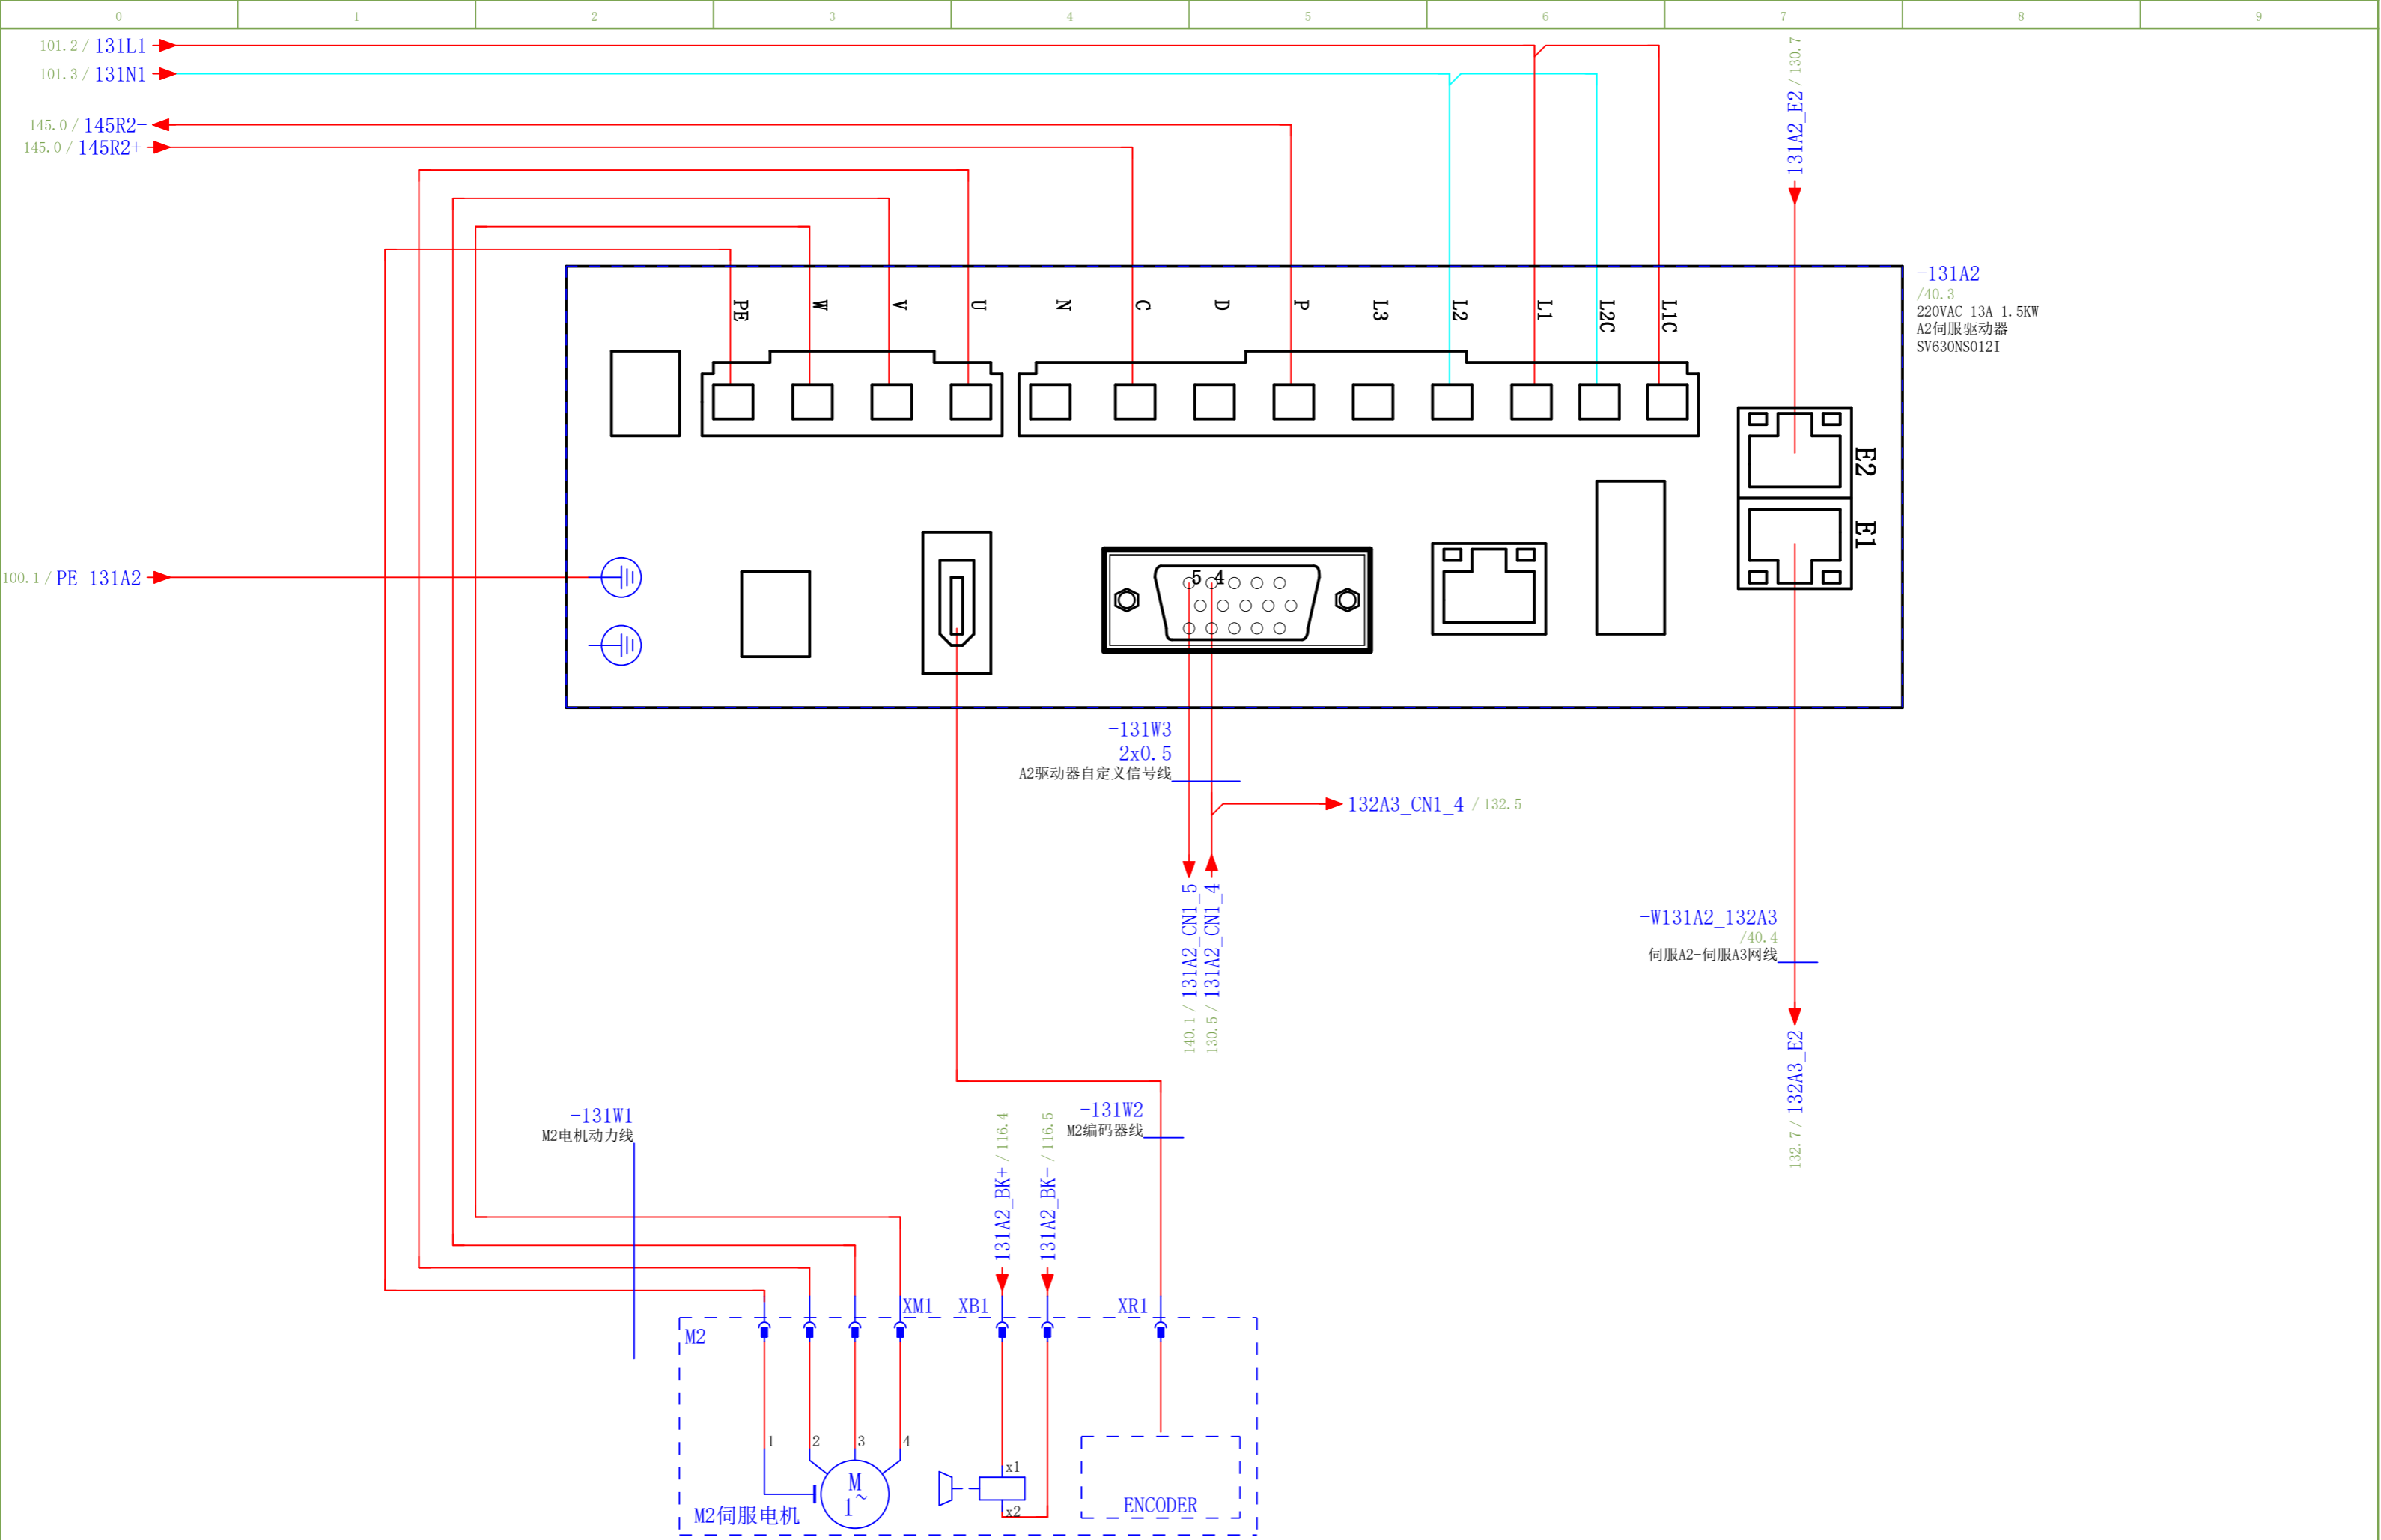 0 1 2 3 4 5 6 7 8 9
101.2 / 131L1
101.3 / 131N1
145.0 / 145R2-
145.0 / 145R2+
131A2_E2 / 130.7
-131A2
/40.3
220VAC 13A 1.5KW
A2伺服驱动器
SV630NS012I
PE W V U N C D P L3 L2 L1 L2C L1C
E2
E1
100.1 / PE_131A2
5 4
-131W3
2x0.5
A2驱动器自定义信号线
132A3_CN1_4 / 132.5
140.1 / 131A2_CN1_5
130.5 / 131A2_CN1_4
-W131A2_132A3
/40.4
伺服A2-伺服A3网线
132.7 / 132A3_E2
-131W1
M2电机动力线
131A2_BK+ / 116.4
131A2_BK- / 116.5
-131W2
M2编码器线
XM1 XB1 XR1
M2
1 2 3 4
M
1~
x1
x2
ENCODER
M2伺服电机